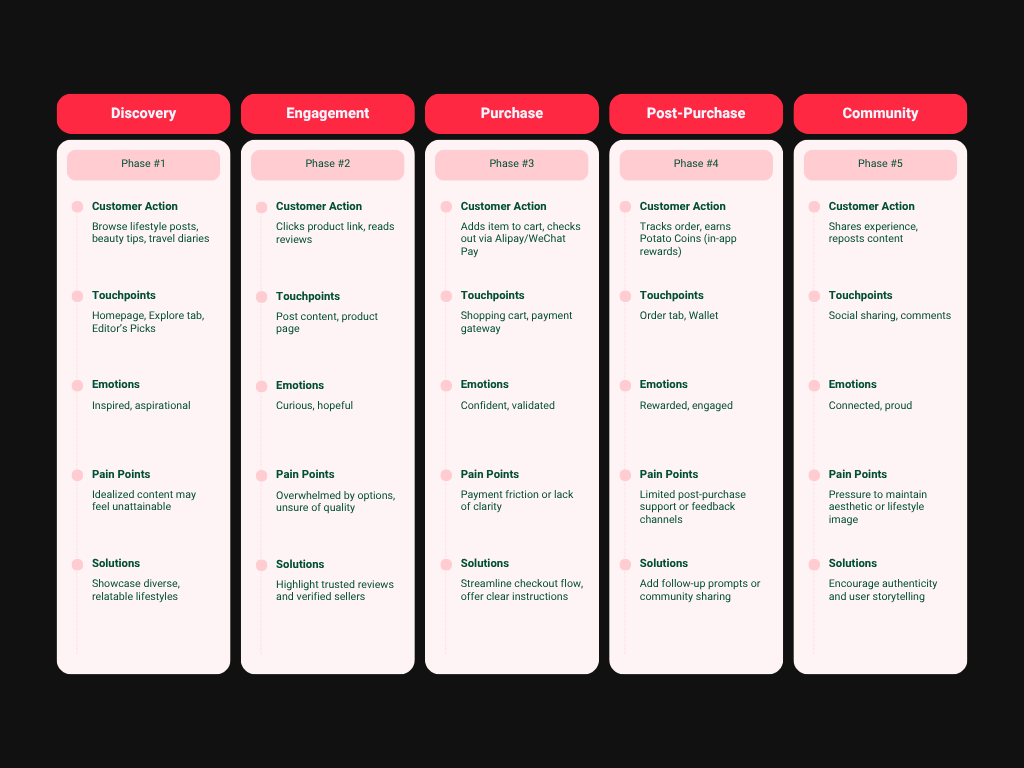 Discovery
Phase #1
Customer Action
Browse lifestyle posts,
beauty tips, travel diaries
Touchpoints
Homepage, Explore tab,
Editor's Picks
Emotions
Inspired, aspirational
Pain Points
Idealized content may
feel unattainable
Solutions
Showcase diverse,
relatable lifestyles
Engagement
Phase #2
Customer Action
Clicks product link, reads
reviews
Touchpoints
Post content, product
page
Emotions
Curious, hopeful
Pain Points
Overwhelmed by options,
unsure of quality
Solutions
Highlight trusted reviews
and verified sellers
Purchase
Phase #3
Customer Action
Adds item to cart, checks
out via Alipay/WeChat
Pay
Touchpoints
Shopping cart, payment
gateway
Emotions
Confident, validated
Pain Points
Payment friction or lack
of clarity
Solutions
Streamline checkout flow,
offer clear instructions
Post-Purchase
Phase #4
Customer Action
Tracks order, earns
Potato Coins (in-app
rewards)
Touchpoints
Order tab, Wallet
Emotions
Rewarded, engaged
Pain Points
Limited post-purchase
support or feedback
channels
Solutions
Add follow-up prompts or
community sharing
Community
Phase #5
Customer Action
Shares experience,
reposts content
Touchpoints
Social sharing, comments
Emotions
Connected, proud
Pain Points
Pressure to maintain
aesthetic or lifestyle
image
Solutions
Encourage authenticity
and user storytelling